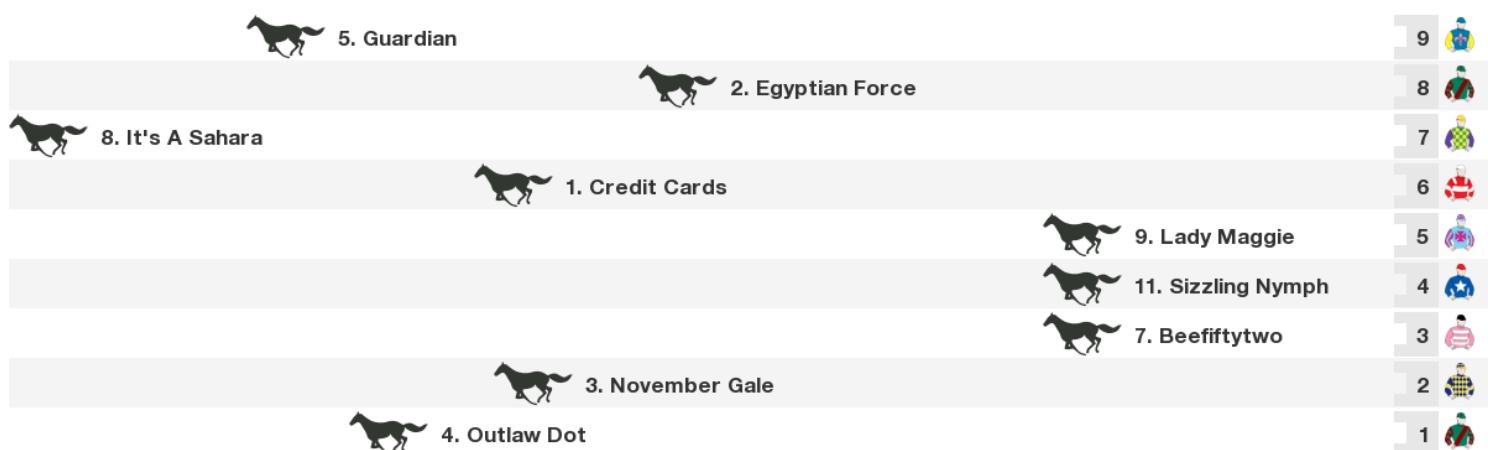 5. Guardian 9
2. Egyptian Force 8
8. It's A Sahara 7
1. Credit Cards 6
9. Lady Maggie 5
11. Sizzling Nymph 4
7. Beefiftytwo 3
3. November Gale 2
4. Outlaw Dot 1